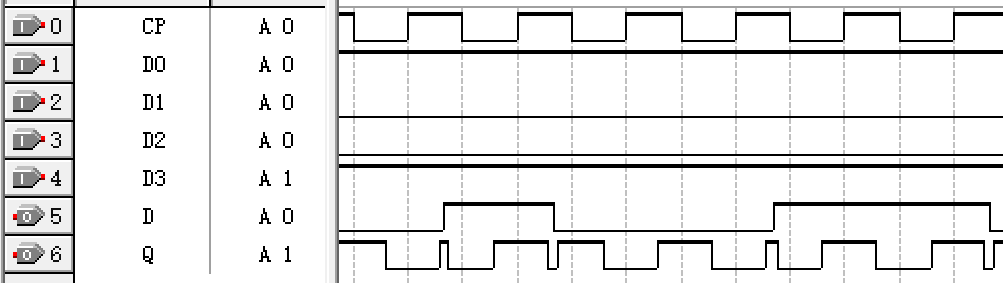 0 CP A 0
1 D0 A 0
2 D1 A 0
3 D2 A 0
4 D3 A 1
5 D A 0
6 Q A 1